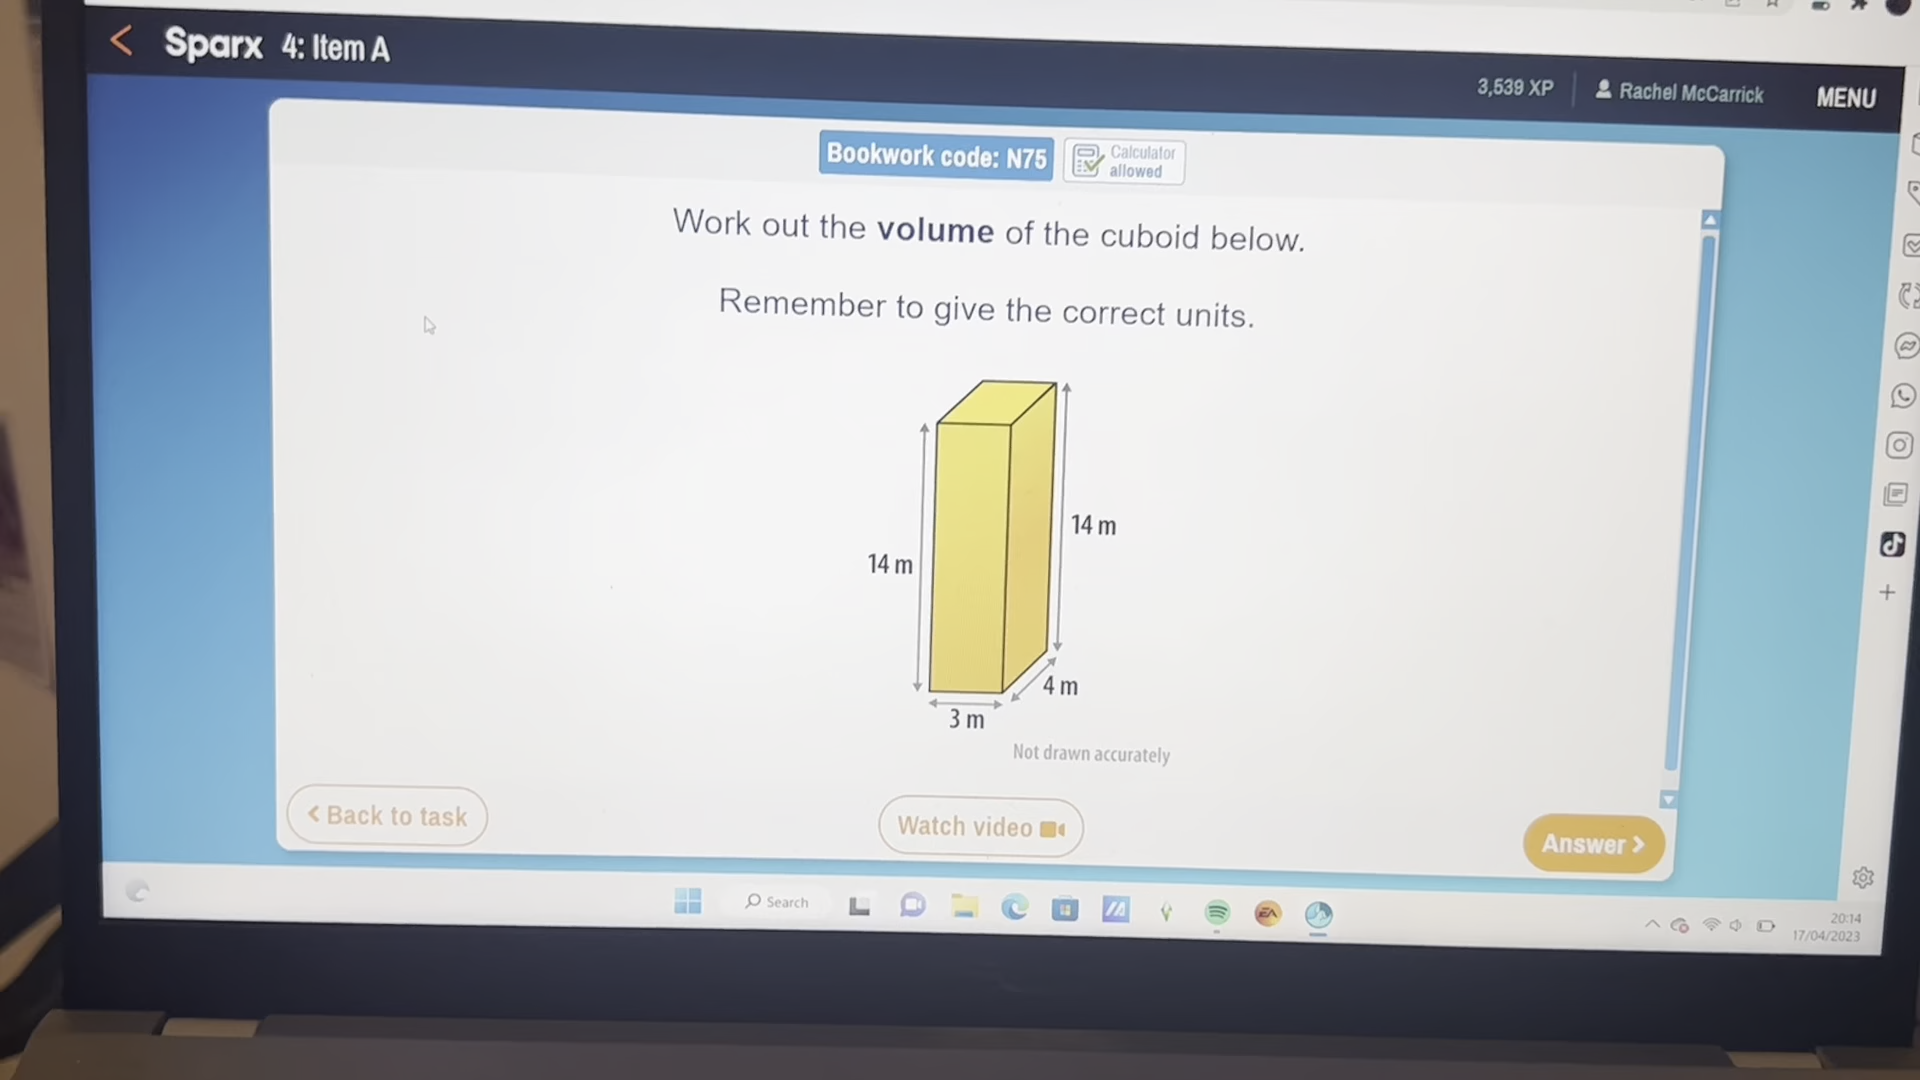 Sparx 4: Item A
3,539 XP
Rachel McCarrick
MENU
Bookwork code: N75
Calculator
allowed
Work out the volume of the cuboid below.
Remember to give the correct units.
14 m
14 m
4 m
3 m
Not drawn accurately
Back to task
Watch video
Answer
Search
EA
20:14
17/04/2023